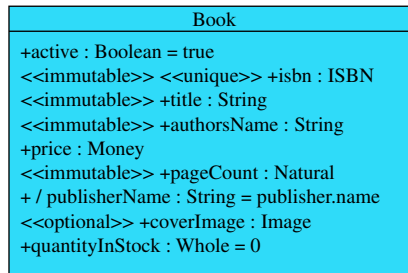 Book
+active : Boolean = true
<<immutable>> <<unique>> +isbn : ISBN
<<immutable>> +title : String
<<immutable>> +authorsName : String
+price : Money
<<immutable>> +pageCount : Natural
+ / publisherName : String = publisher.name
<<optional>> +coverImage : Image
+quantityInStock : Whole = 0